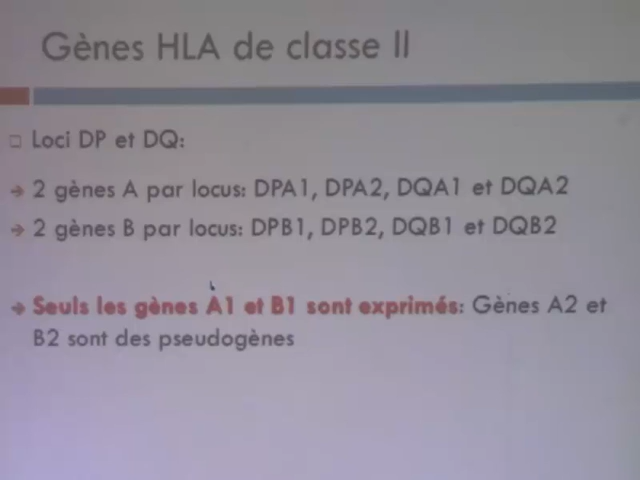 Gènes HLA de classe II
Loci DP et DQ:
2 gènes A par locus: DPA1, DPA2, DQA1 et DQA2
2 gènes B par locus: DPB1, DPB2, DQB1 et DQB2
Seuls les gènes A1 et B1 sont exprimés: Gènes A2 et
B2 sont des pseudogènes